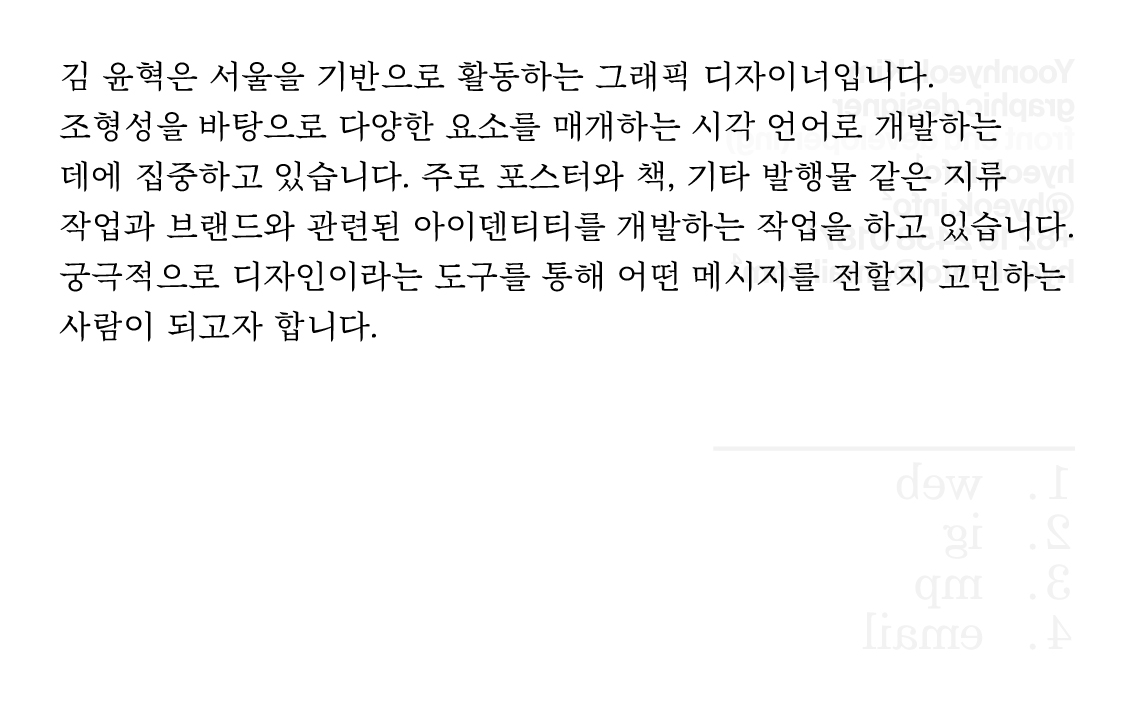 김 윤혁은 서울을 기반으로 활동하는 그래픽 디자이너입니다.
조형성을 바탕으로 다양한 요소를 매개하는 시각 언어로 개발하는
데에 집중하고 있습니다. 주로 포스터와 책, 기타 발행물 같은 지류
작업과 브랜드와 관련된 아이덴티티를 개발하는 작업을 하고 있습니다.
궁극적으로 디자인이라는 도구를 통해 어떤 메시지를 전할지 고민하는
사람이 되고자 합니다.
Yoonhyeok
graphic designer
front end
1. web
2. ig
3. mp
4. email